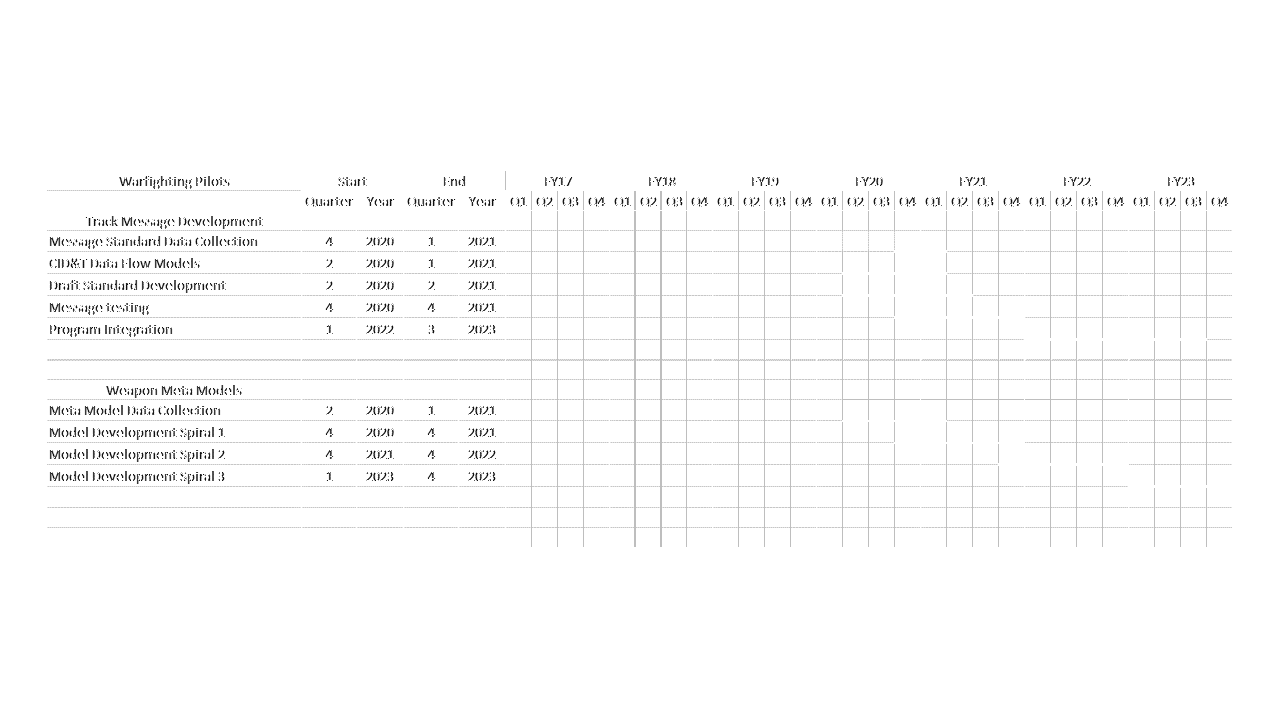 Warfighting Pilots Start End FY17 FY18 FY19 FY20 FY21 FY22 FY23
Quarter Year Quarter Year Q1 Q2 Q3 Q4 Q1 Q2 Q3 Q4 Q1 Q2 Q3 Q4 Q1 Q2 Q3 Q4 Q1 Q2 Q3 Q4 Q1 Q2 Q3 Q4 Q1 Q2 Q3 Q4
Track Message Development
Message Standard Data Collection 4 2020 1 2021
CID&T Data Flow Models 2 2020 1 2021
Draft Standard Development 2 2020 2 2021
Message testing 4 2020 4 2021
Program Integration 1 2022 3 2023
Weapon Meta Models
Meta Model Data Collection 2 2020 1 2021
Model Development Spiral 1 4 2020 4 2021
Model Development Spiral 2 4 2021 4 2022
Model Development Spiral 3 1 2023 4 2023